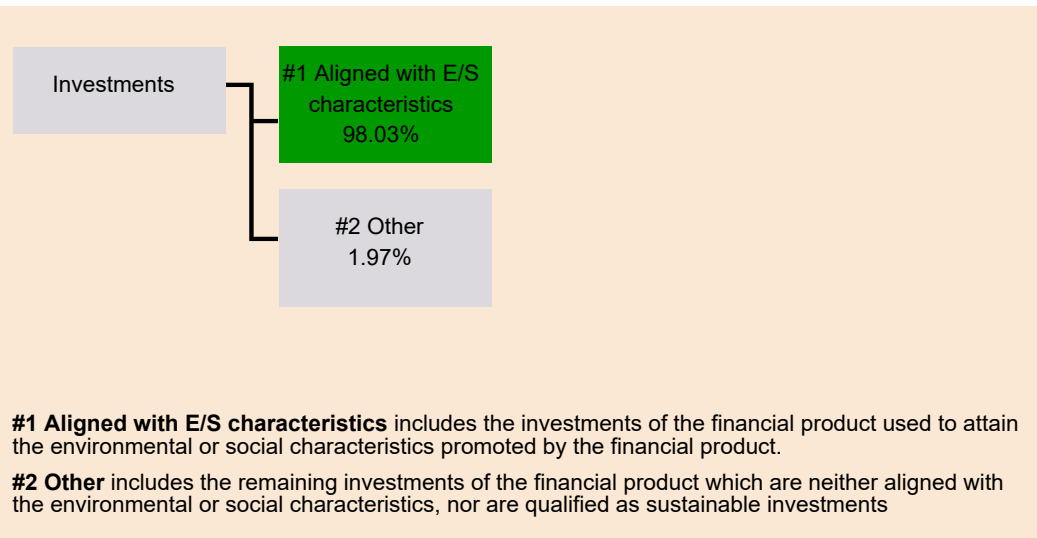 Investments
#1 Aligned with E/S
characteristics
98.03%
#2 Other
1.97%
#1 Aligned with E/S characteristics includes the investments of the financial product used to attain
the environmental or social characteristics promoted by the financial product.
#2 Other includes the remaining investments of the financial product which are neither aligned with
the environmental or social characteristics, nor are qualified as sustainable investments